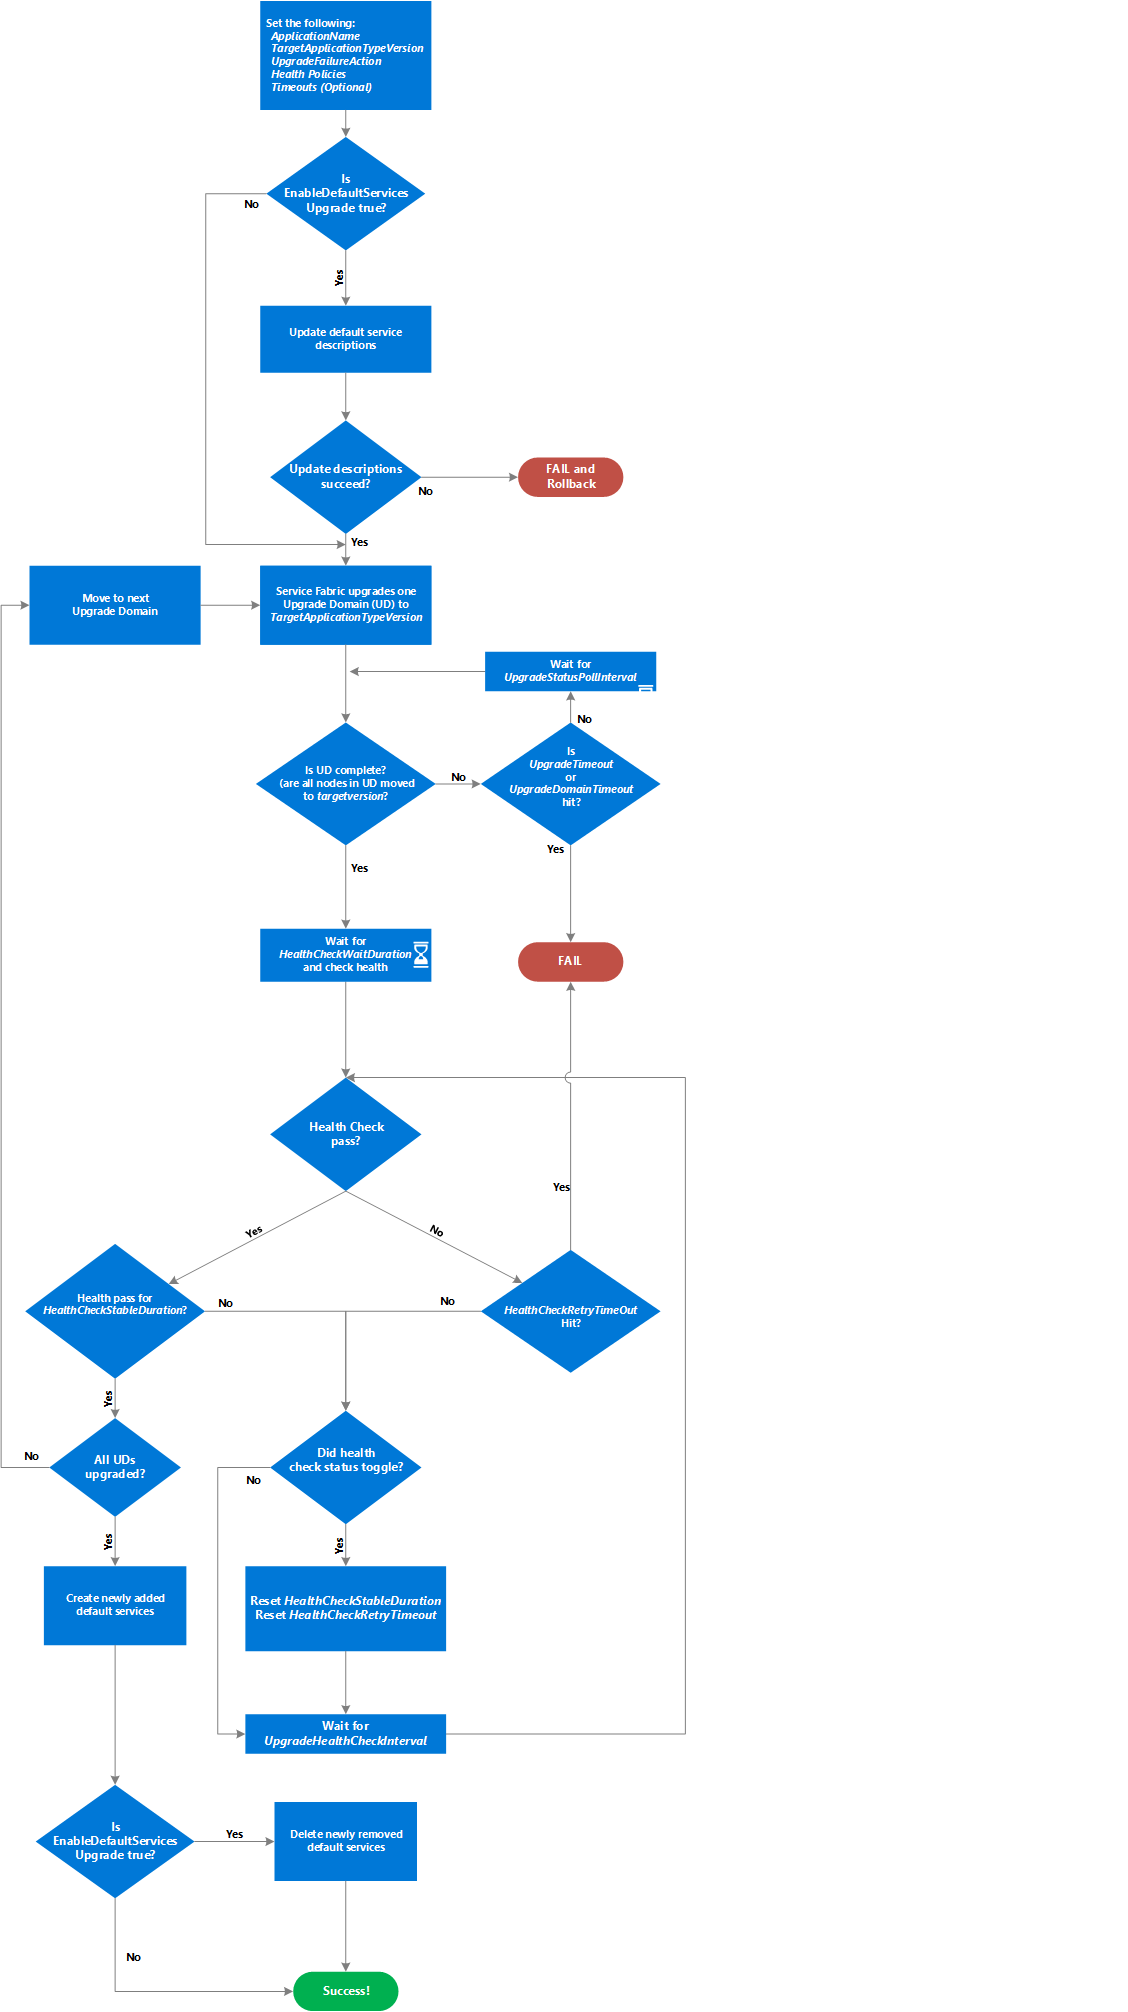 Set the following:
ApplicationName
TargetApplicationTypeVersion
UpgradeFailureAction
Health Policies
Timeouts (Optional)
Is
EnableDefaultServices
Upgrade true?
No
Yes
Update default service
descriptions
Update descriptions
succeed?
No
FAIL and
Rollback
Yes
Move to next
Upgrade Domain
Service Fabric upgrades one
Upgrade Domain (UD) to
TargetApplicationTypeVersion
Wait for
UpgradeStatusPollInterval
No
Is UD complete?
(are all nodes in UD moved
to targetversion?
No
Is
UpgradeTimeout
or
UpgradeDomainTimeout
hit?
Yes
Yes
Wait for
HealthCheckWaitDuration
and check health
FAIL
Health Check
pass?
Yes
Yes
No
Health pass for
HealthCheckStableDuration?
No
No
HealthCheckRetryTimeOut
Hit?
Yes
All UDs
upgraded?
No
Did health
check status toggle?
No
Yes
Yes
Create newly added
default services
Reset HealthCheckStableDuration
Reset HealthCheckRetryTimeout
Wait for
UpgradeHealthCheckInterval
Is
EnableDefaultServices
Upgrade true?
Yes
Delete newly removed
default services
No
Success!